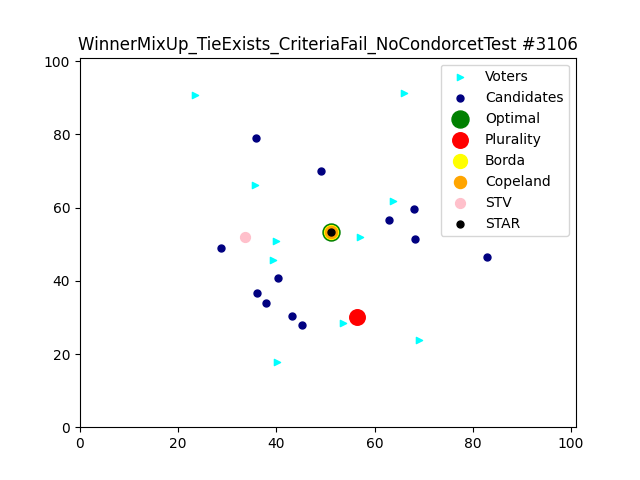 WinnerMixUp_TieExists_CriteriaFail_NoCondorcetTest #3106
100
80
60
40
20
0
0
20
40
60
80
100
Voters
Candidates
Optimal
Plurality
Borda
Copeland
STV
STAR